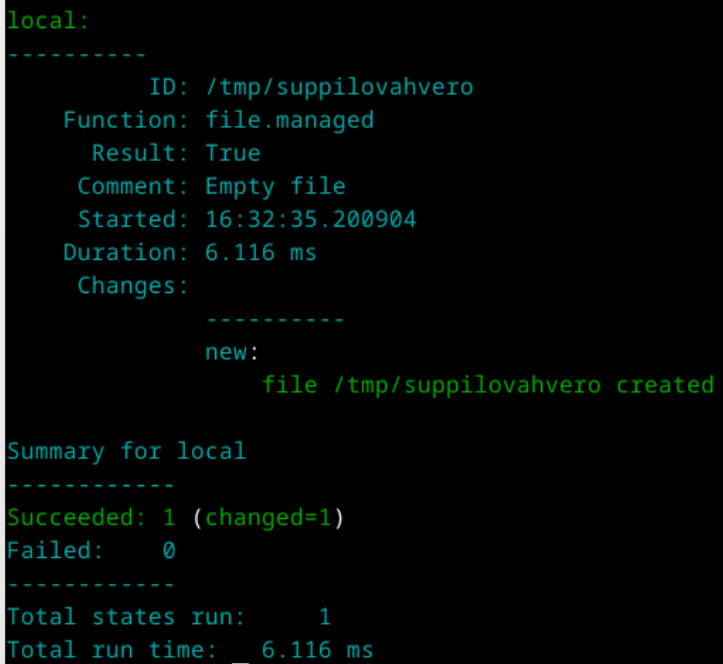 local:
----------
          ID: /tmp/suppilovahvero
    Function: file.managed
      Result: True
     Comment: Empty file
     Started: 16:32:35.200904
    Duration: 6.116 ms
     Changes:
              ----------
              new:
                  file /tmp/suppilovahvero created

Summary for local
------------
Succeeded: 1 (changed=1)
Failed:    0
------------
Total states run:     1
Total run time:   6.116 ms